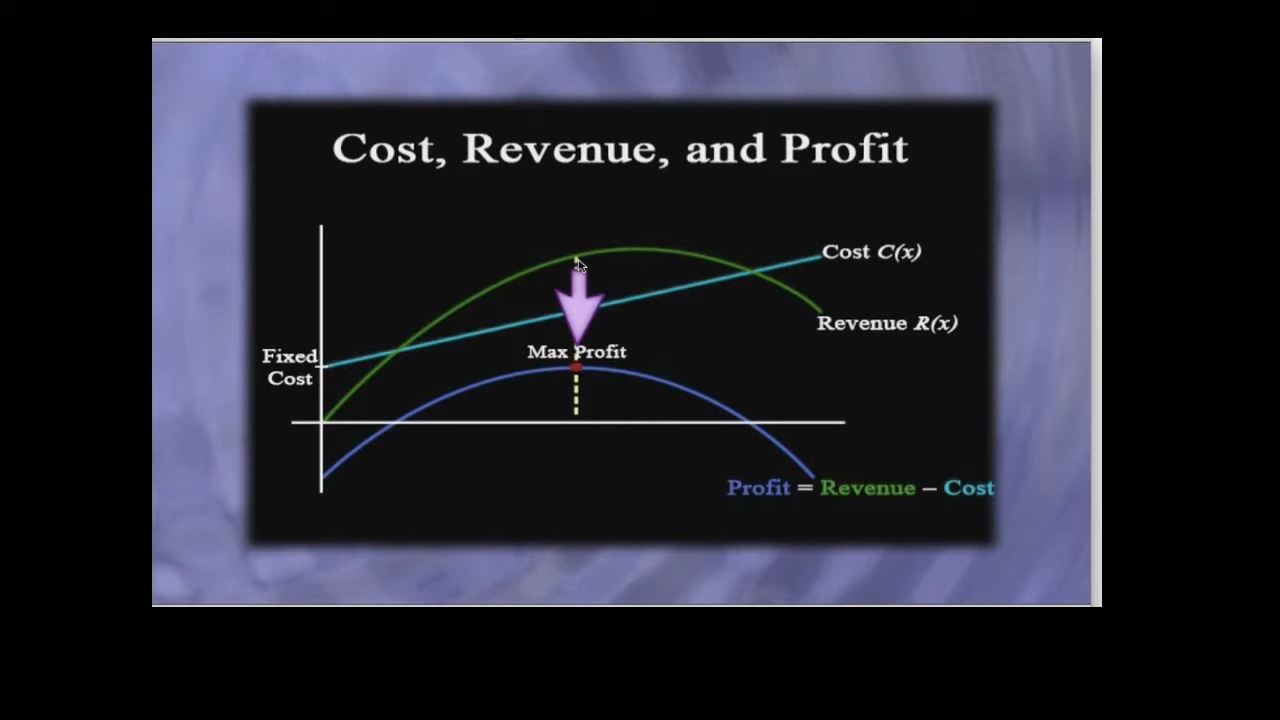 Cost, Revenue, and Profit
Cost C(x)
Revenue R(x)
Fixed
Cost
Max Profit
Profit = Revenue – Cost